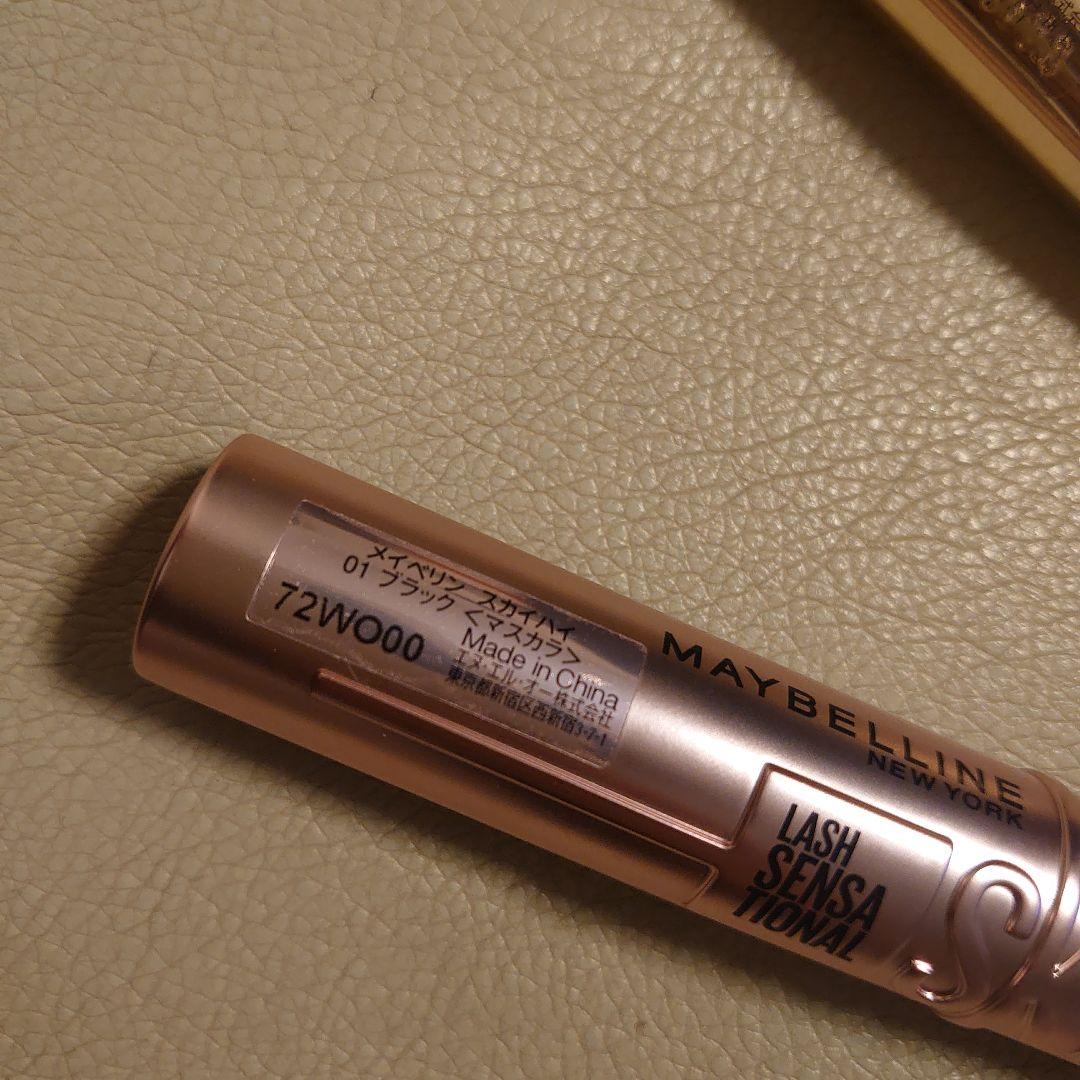 メイベリン スカイハイ
01 ブラック <マスカラ>
72WO00
Made in China
エヌ・エル・オー株式会社
東京都新宿区西新宿3-7-1
MAYBELLINE
NEW YORK
LASH
SENSA
TIONAL
S